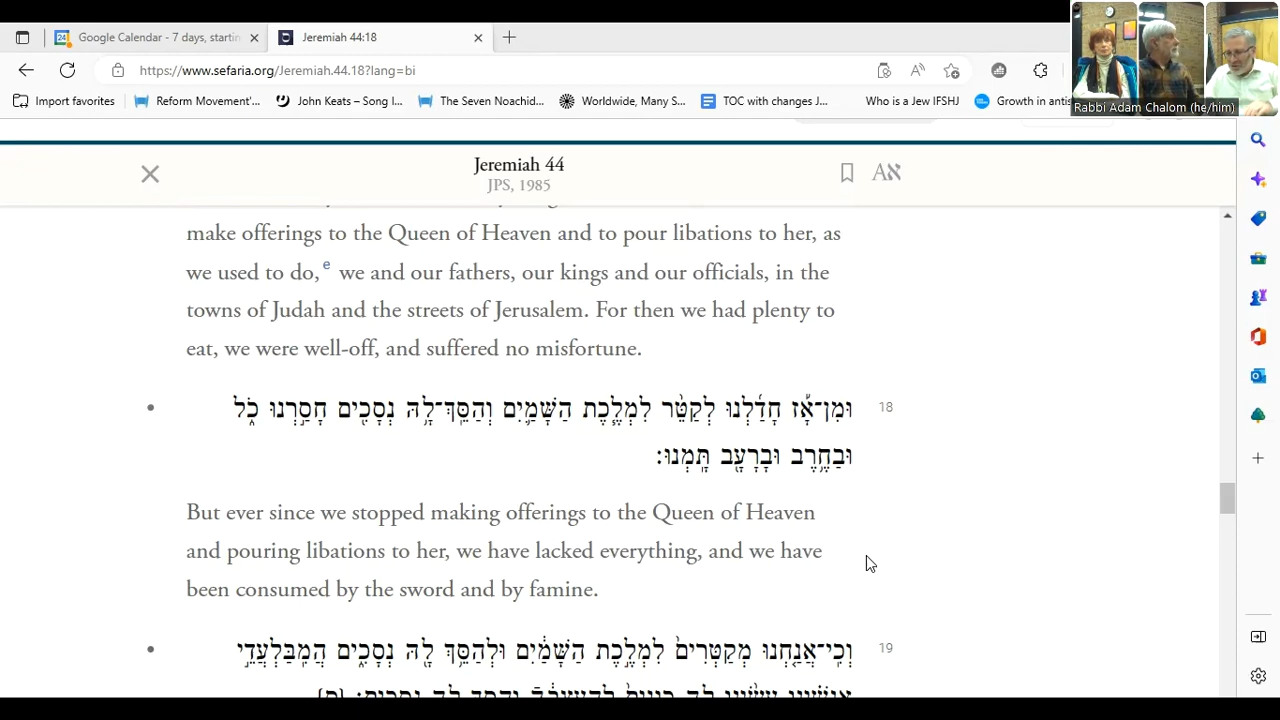 Google Calendar - 7 days, startin
Jeremiah 44:18
https://www.sefaria.org/Jeremiah.44.18?lang=bi
Import favorites
Reform Movement'...
John Keats – Song I...
The Seven Noachid...
Worldwide, Many S...
TOC with changes J...
Who is a Jew IFSHJ
Growth in antis
Rabbi Adam Chalom (he/him)
Jeremiah 44
JPS, 1985
make offerings to the Queen of Heaven and to pour libations to her, as
we used to do,e we and our fathers, our kings and our officials, in the
towns of Judah and the streets of Jerusalem. For then we had plenty to
eat, we were well-off, and suffered no misfortune.
18
וּמִן־אָ֡ז חָדַ֜לְנוּ לְקַטֵּ֨ר לִמְלֶ֧כֶת הַשָּׁמַ֛יִם וְהַסֵּֽךְ־לָ֥הּ נְסָכִ֖ים חָסַ֣רְנוּ כֹ֑ל
וּבַחֶ֥רֶב וּבָרָעָ֖ב תָּֽמְנוּ׃
But ever since we stopped making offerings to the Queen of Heaven
and pouring libations to her, we have lacked everything, and we have
been consumed by the sword and by famine.
19
וְכִֽי־אֲנַ֤חְנוּ מְקַטְּרִים֙ לִמְלֶ֣כֶת הַשָּׁמַ֔יִם וּלְהַסֵּ֥ךְ לָ֖הּ נְסָכִ֑ים הֲמִֽבַּלְעֲדֵ֣י